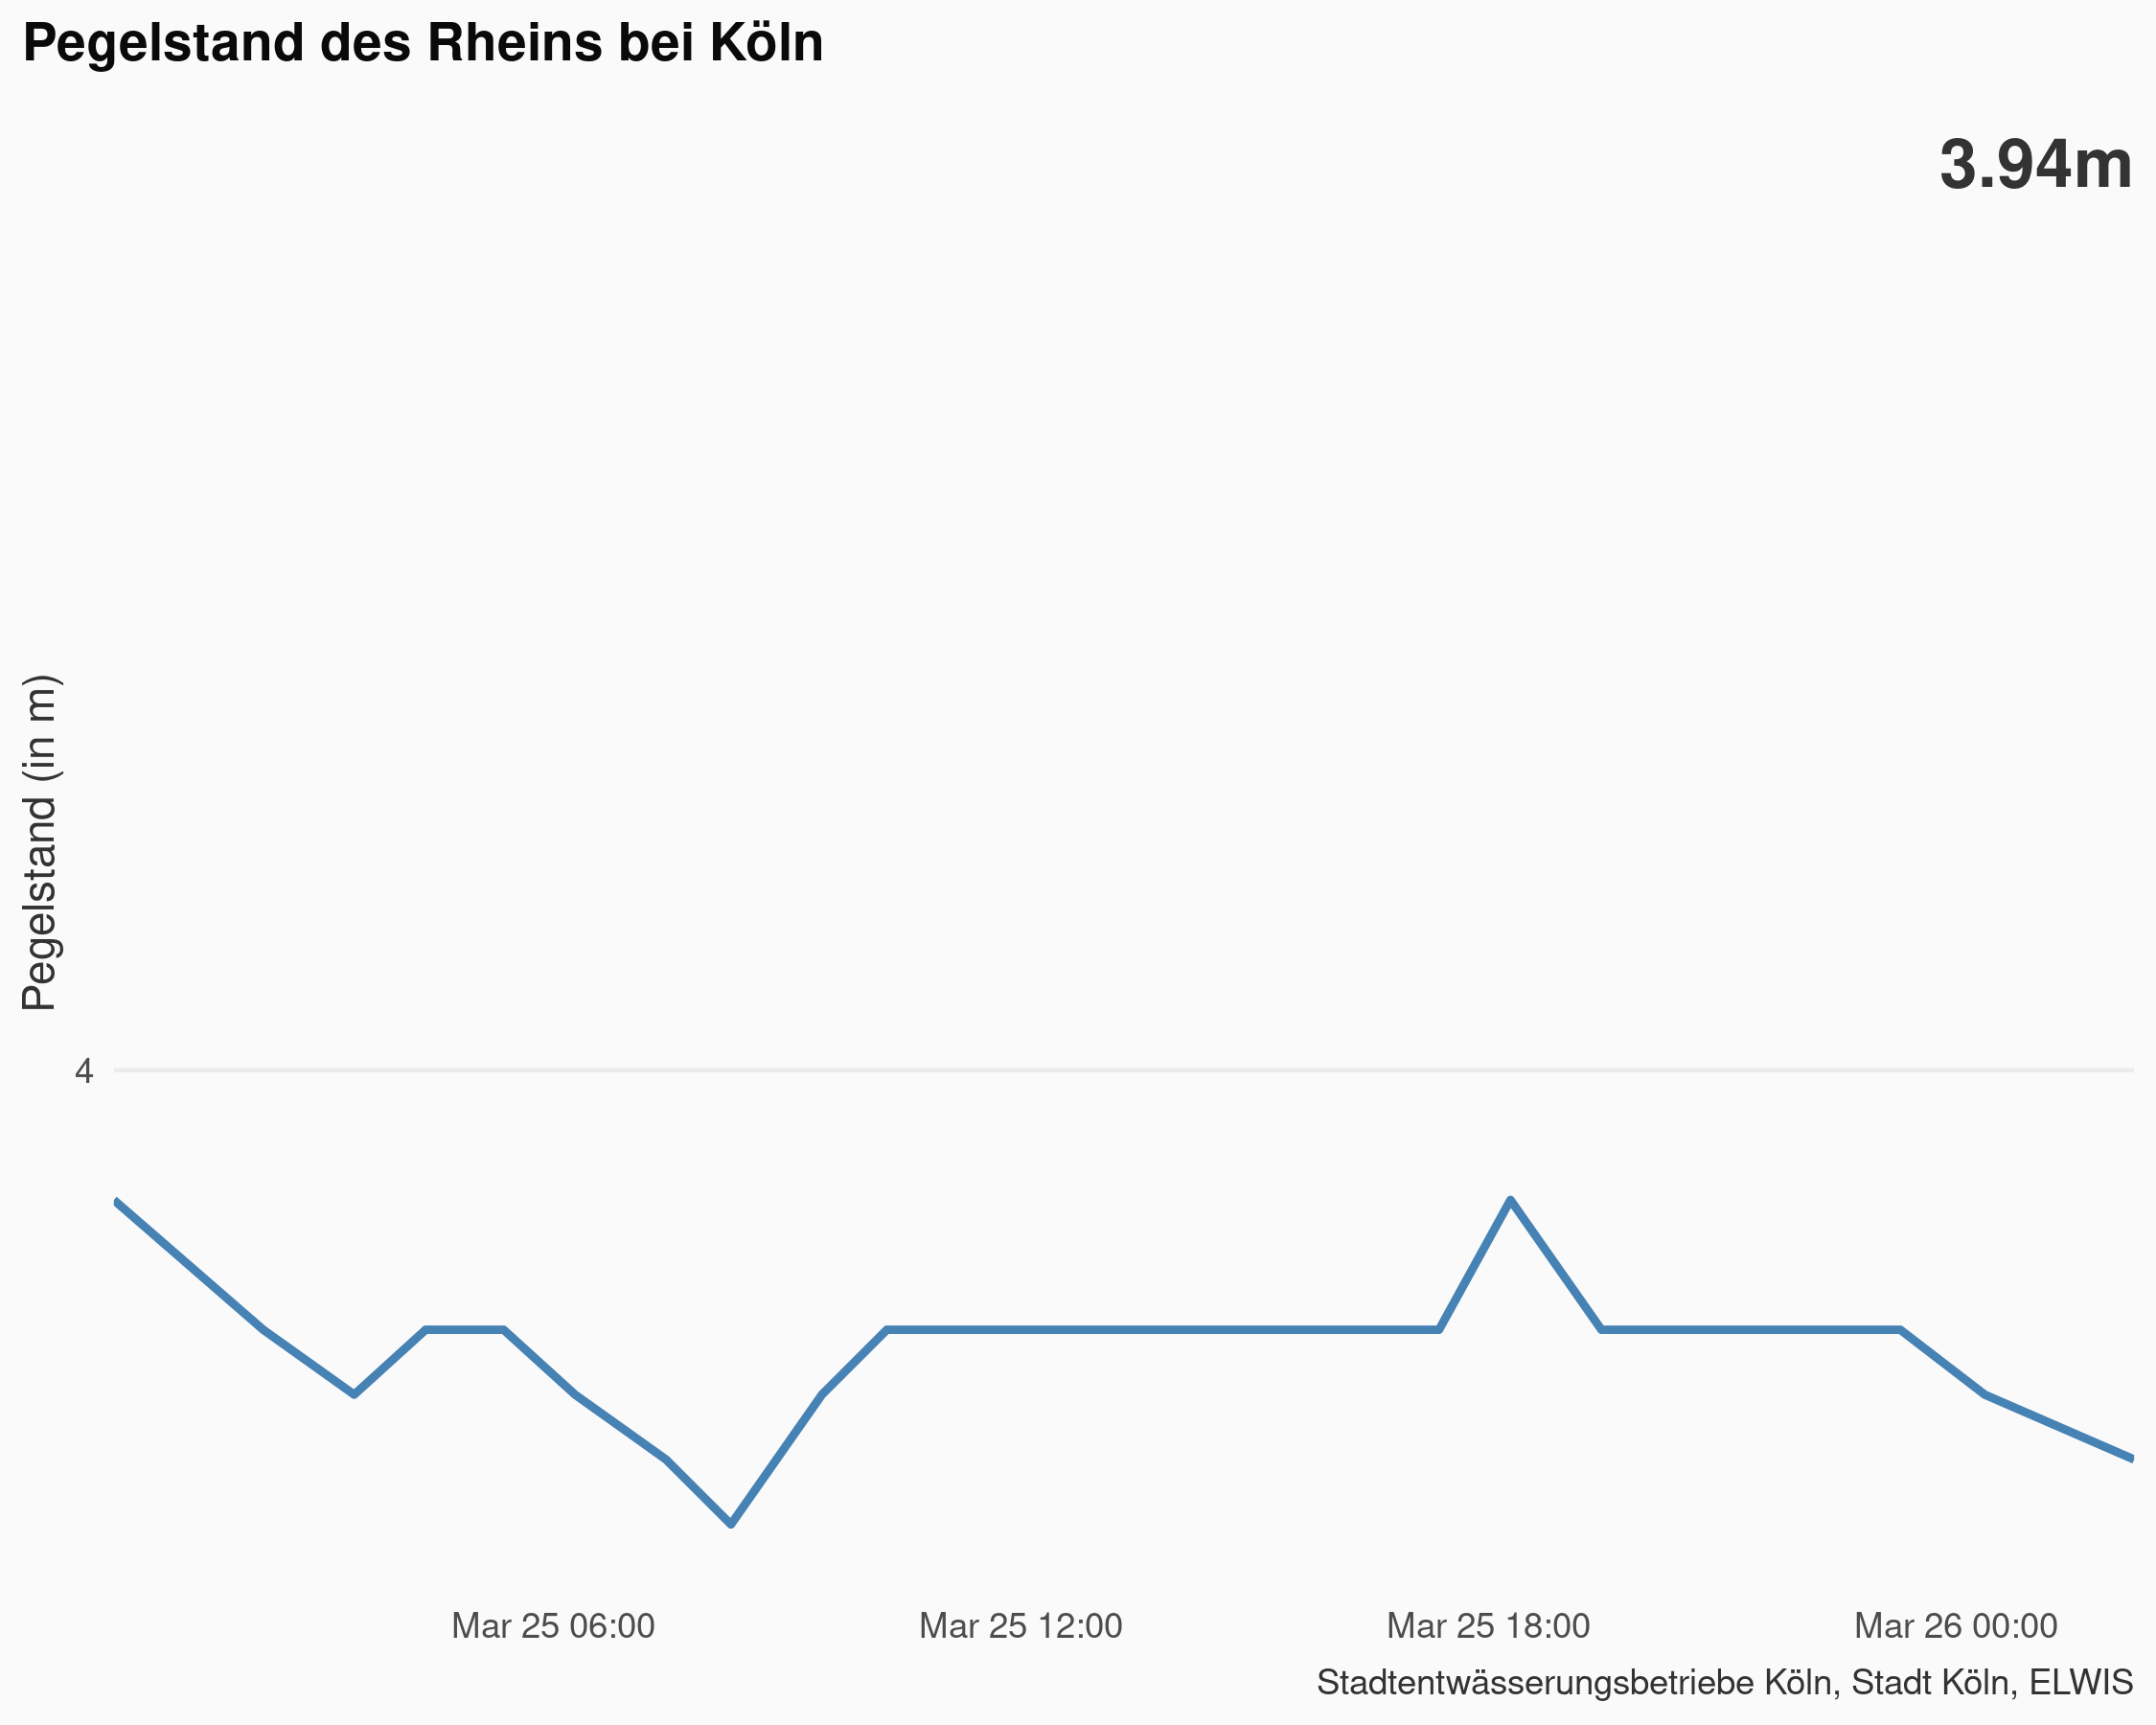 Pegelstand des Rheins bei Köln
3.94m
Pegelstand (in m)
4
Mar 25 06:00 Mar 25 12:00 Mar 25 18:00 Mar 26 00:00
Stadtentwässerungsbetriebe Köln, Stadt Köln, ELWIS